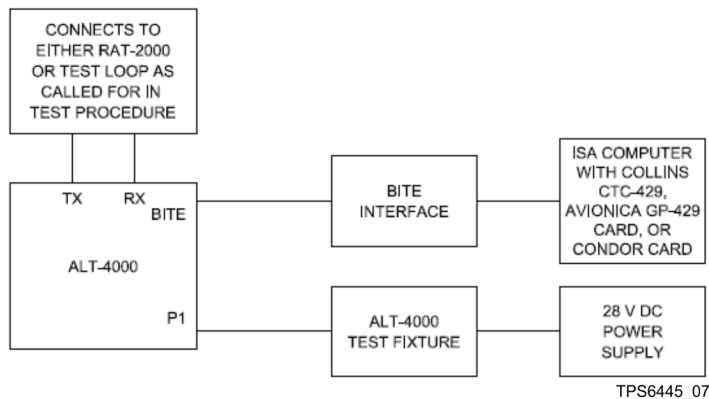 CONNECTS TO
EITHER RAT-2000
OR TEST LOOP AS
CALLED FOR IN
TEST PROCEDURE
TX
RX
BITE
ALT-4000
P1
BITE
INTERFACE
ISA COMPUTER
WITH COLLINS
CTC-429,
AVIONICA GP-429
CARD, OR
CONDOR CARD
ALT-4000
TEST FIXTURE
28 V DC
POWER
SUPPLY
TPS6445_07